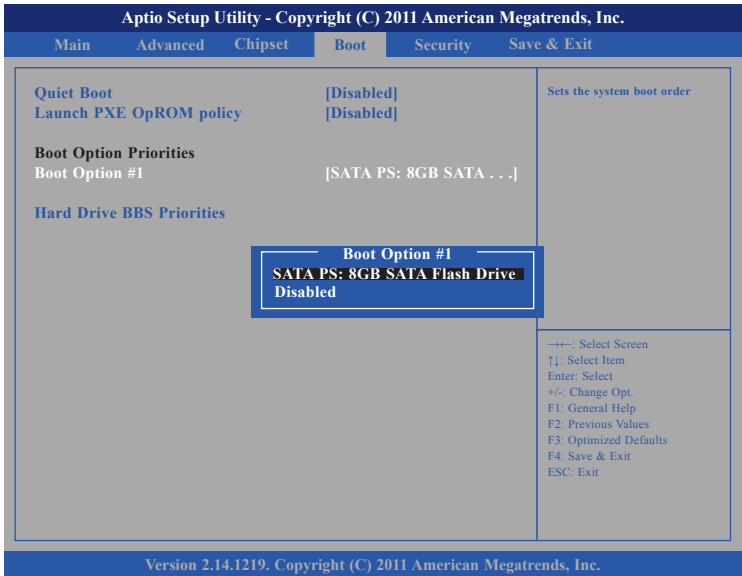 Aptio Setup Utility - Copyright (C) 2011 American Megatrends, Inc.
Main Advanced Chipset Boot Security Save & Exit
Quiet Boot [Disabled]
Launch PXE OpROM policy [Disabled]
Boot Option Priorities
Boot Option #1 [SATA PS: 8GB SATA . . .]
Hard Drive BBS Priorities
Boot Option #1
SATA PS: 8GB SATA Flash Drive
Disabled
Sets the system boot order
→←: Select Screen
↑↓: Select Item
Enter: Select
+/-: Change Opt.
F1: General Help
F2: Previous Values
F3: Optimized Defaults
F4: Save & Exit
ESC: Exit
Version 2.14.1219. Copyright (C) 2011 American Megatrends, Inc.